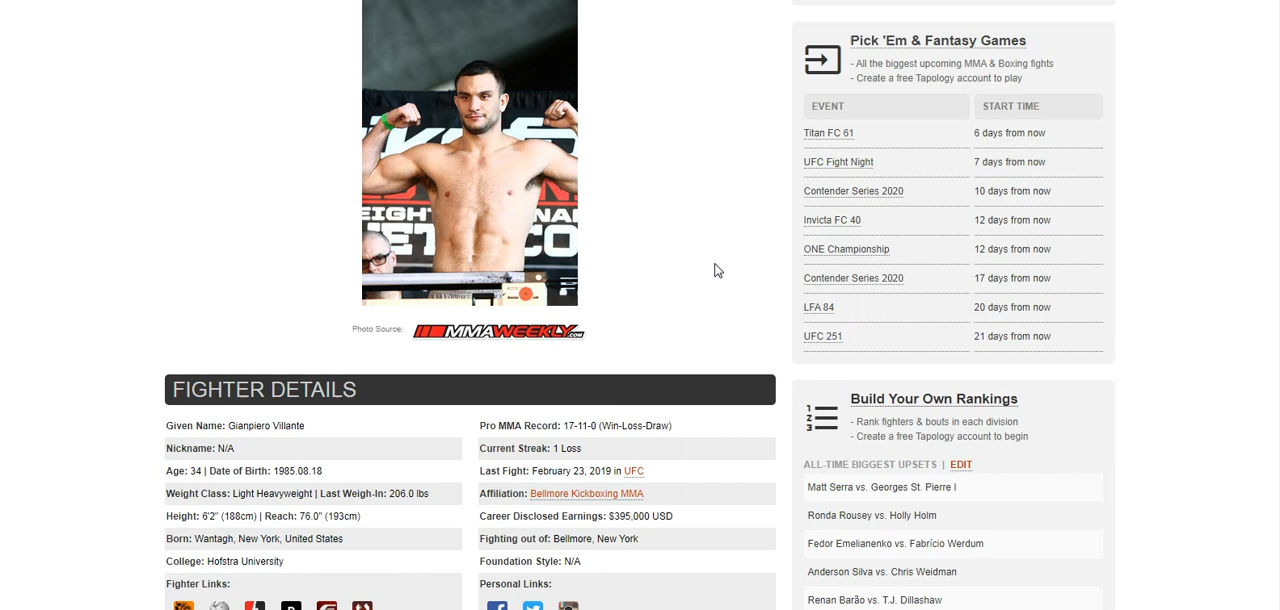 Pick 'Em & Fantasy Games
- All the biggest upcoming MMA & Boxing fights
- Create a free Tapology account to play
EVENT START TIME
Titan FC 61 6 days from now
UFC Fight Night 7 days from now
Contender Series 2020 10 days from now
Invicta FC 40 12 days from now
ONE Championship 12 days from now
Contender Series 2020 17 days from now
LFA 84 20 days from now
UFC 251 21 days from now
Photo Source: MMAWEEKLY.COM
FIGHTER DETAILS
Given Name: Gianpiero Villante
Pro MMA Record: 17-11-0 (Win-Loss-Draw)
Nickname: N/A
Current Streak: 1 Loss
Age: 34 | Date of Birth: 1985.08.18
Last Fight: February 23, 2019 in UFC
Weight Class: Light Heavyweight | Last Weigh-In: 206.0 lbs
Affiliation: Bellmore Kickboxing MMA
Height: 6'2" (188cm) | Reach: 76.0" (193cm)
Career Disclosed Earnings: $395,000 USD
Born: Wantagh, New York, United States
Fighting out of: Bellmore, New York
College: Hofstra University
Foundation Style: N/A
Fighter Links:
Personal Links:
Build Your Own Rankings
- Rank fighters & bouts in each division
- Create a free Tapology account to begin
ALL-TIME BIGGEST UPSETS | EDIT
Matt Serra vs. Georges St. Pierre I
Ronda Rousey vs. Holly Holm
Fedor Emelianenko vs. Fabrício Werdum
Anderson Silva vs. Chris Weidman
Renan Barão vs. T.J. Dillashaw